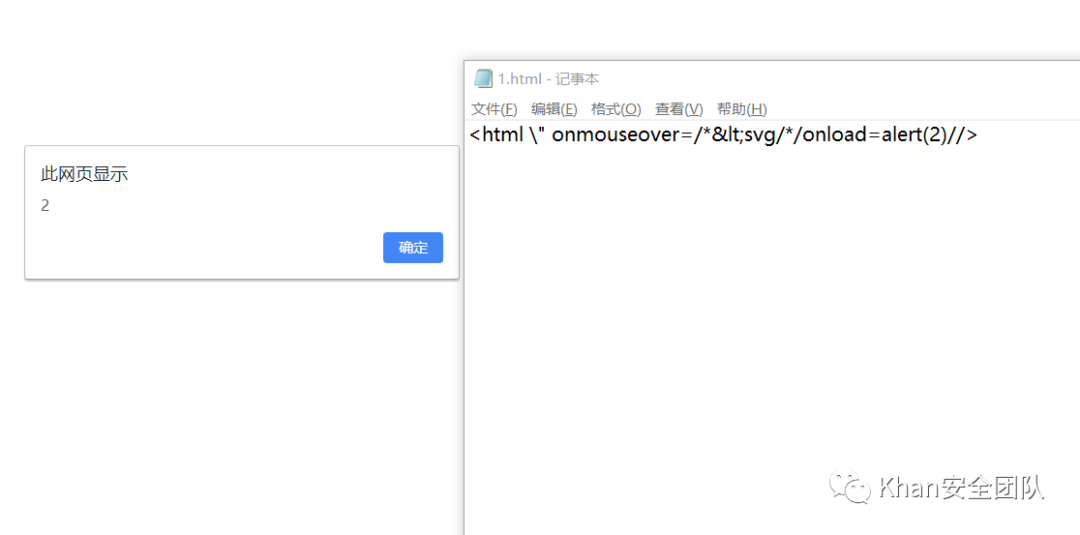 此网页显示
2
确定
1.html - 记事本
文件(F) 编辑(E) 格式(O) 查看(V) 帮助(H)
<html \" onmouseover=/*&lt;svg/*/onload=alert(2)//>
Khan安全团队